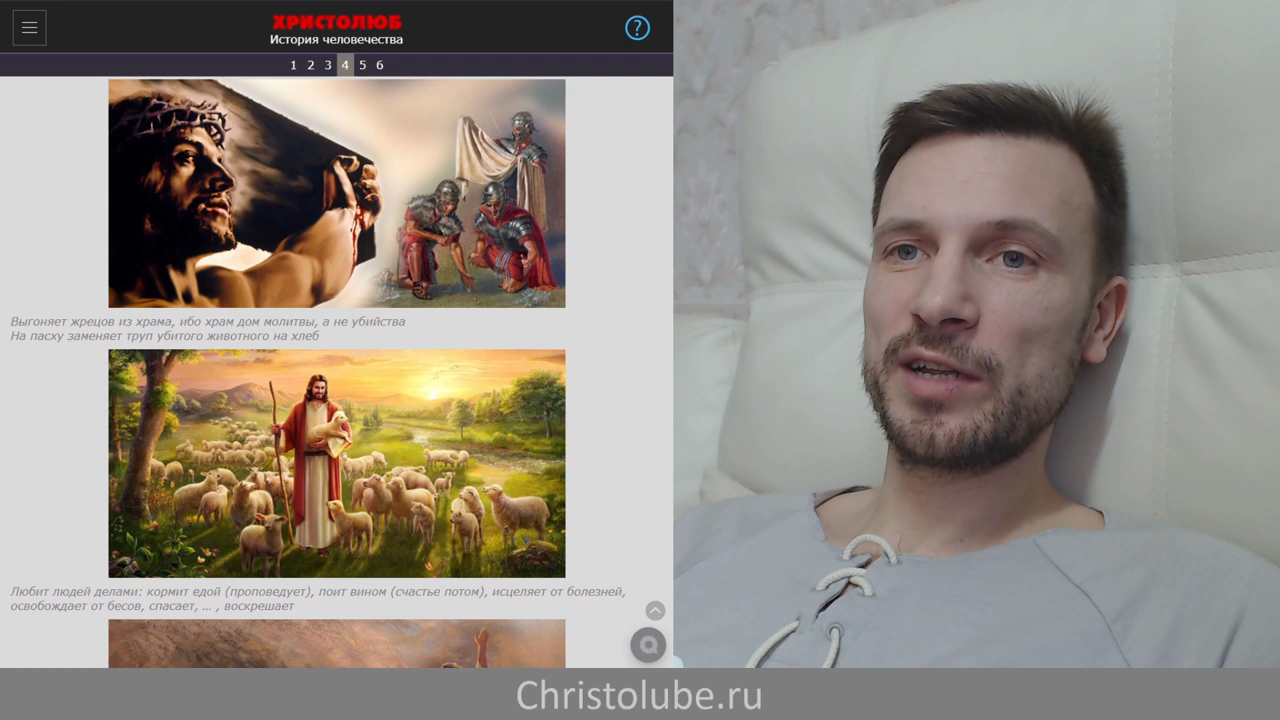 ХРИСТОЛЮБ
История человечества
?
1 2 3 4 5 6
Выгоняет жрецов из храма, ибо храм дом молитвы, а не убийства
На пасху заменяет труп убитого животного на хлеб
Любит людей делами: кормит едой (проповедует), поит вином (счастье потом), исцеляет от болезней,
освобождает от бесов, спасает, ... , воскрешает
Christolube.ru